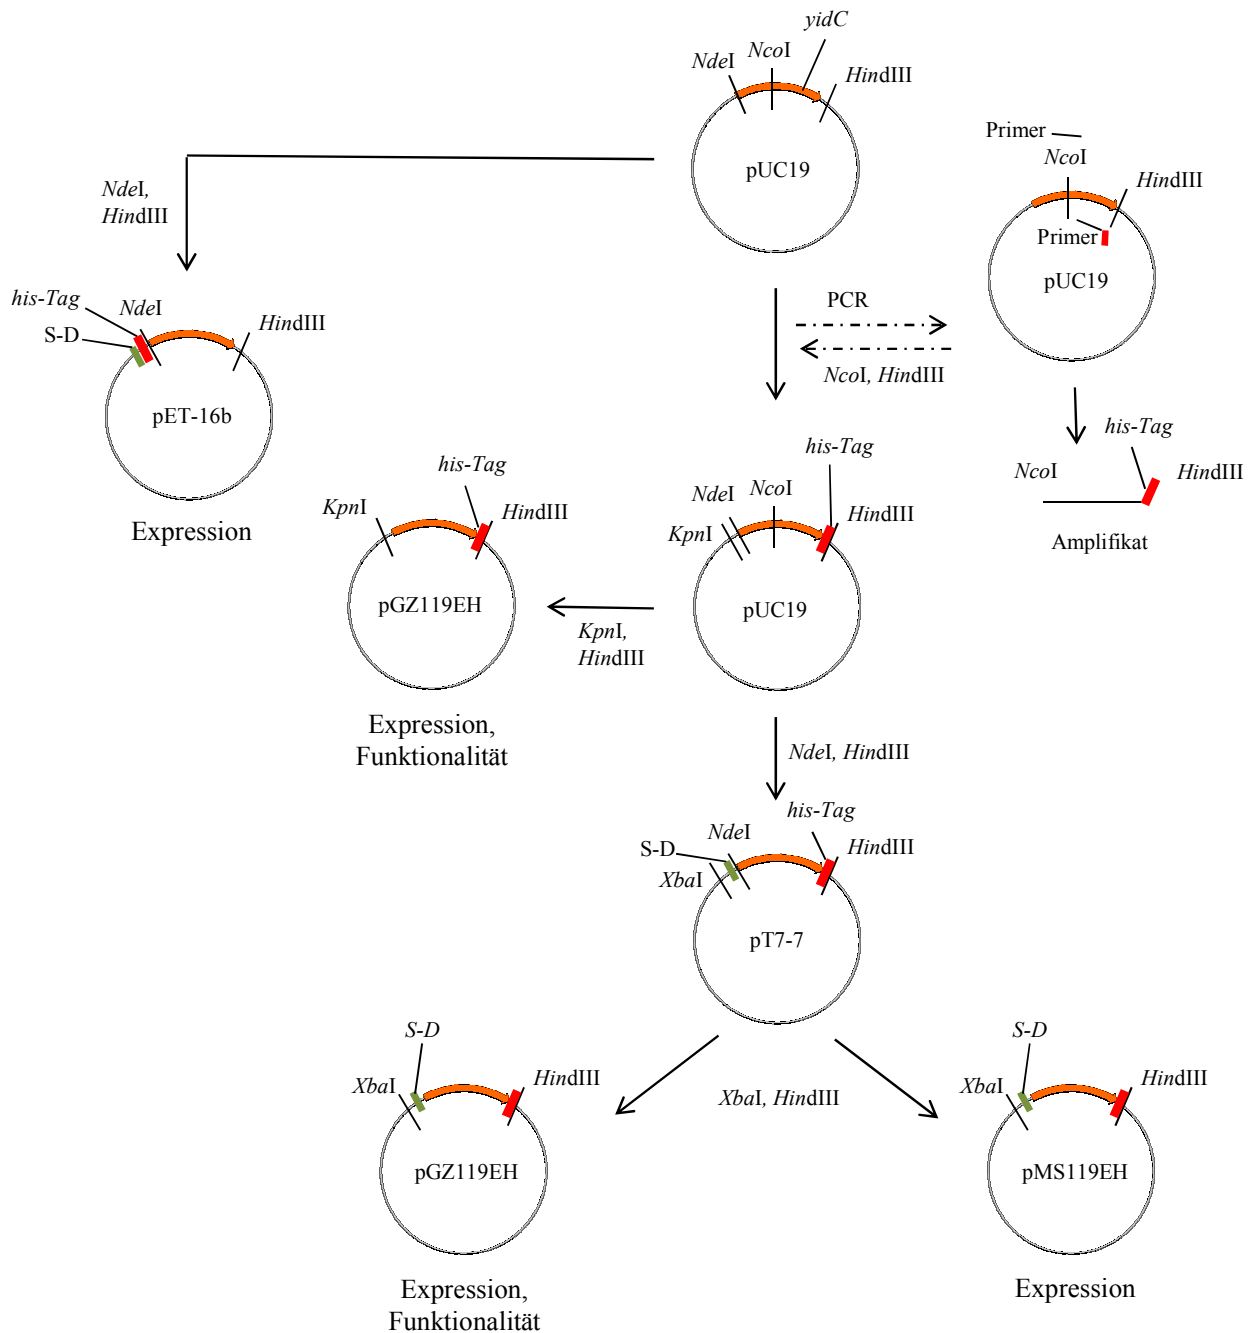 yidC
NcoI
NdeI
HindIII
pUC19
Primer
NcoI
HindIII
Primer
pUC19
NdeI,
HindIII
his-Tag
NdeI
S-D
HindIII
pET-16b
Expression
PCR
NcoI, HindIII
his-Tag
NcoI
HindIII
Amplifikat
his-Tag
KpnI
HindIII
pGZ119EH
Expression,
Funktionalität
KpnI,
HindIII
his-Tag
NdeI
NcoI
KpnI
HindIII
pUC19
NdeI, HindIII
his-Tag
NdeI
S-D
HindIII
XbaI
pT7-7
XbaI, HindIII
S-D
XbaI
HindIII
pGZ119EH
Expression,
Funktionalität
S-D
XbaI
HindIII
pMS119EH
Expression